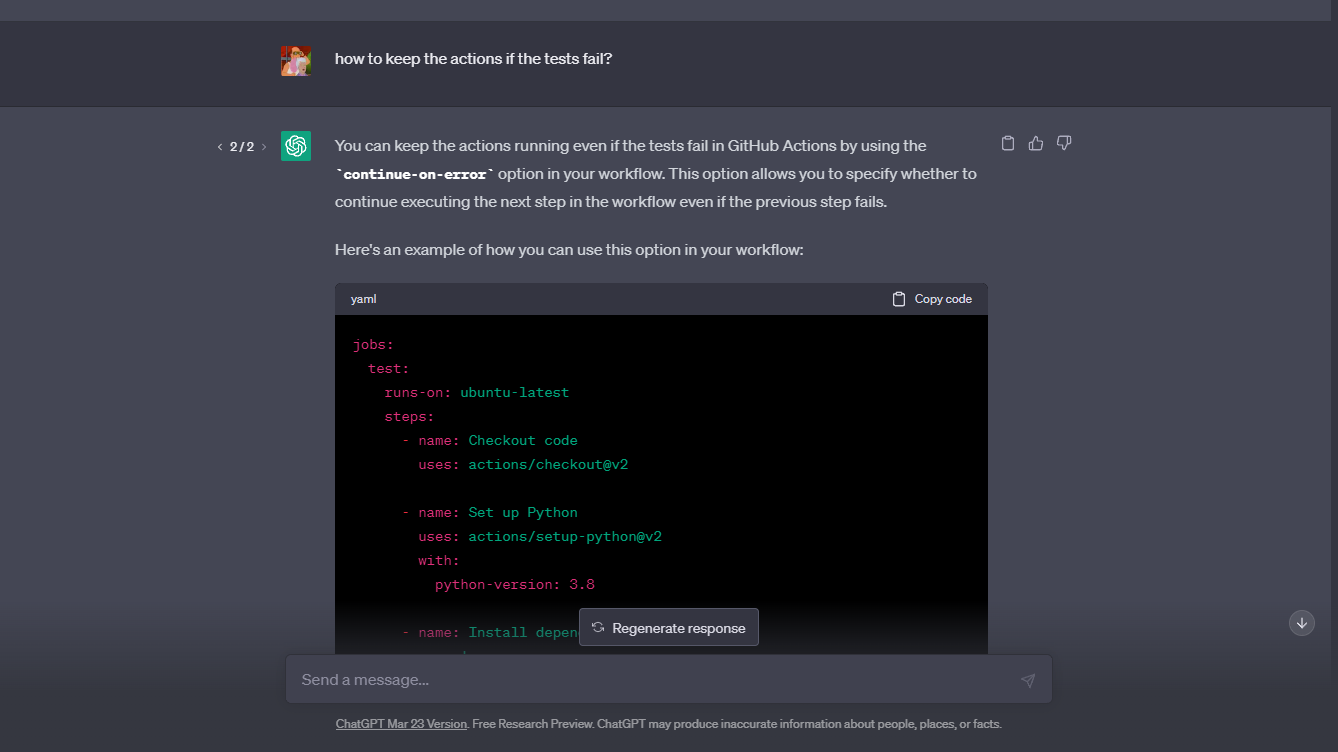 how to keep the actions if the tests fail?
< 2/2 >
You can keep the actions running even if the tests fail in GitHub Actions by using the
`continue-on-error` option in your workflow. This option allows you to specify whether to
continue executing the next step in the workflow even if the previous step fails.
Here's an example of how you can use this option in your workflow:
yaml
Copy code
jobs:
test:
runs-on: ubuntu-latest
steps:
- name: Checkout code
uses: actions/checkout@v2
- name: Set up Python
uses: actions/setup-python@v2
with:
python-version: 3.8
- name: Install depen
Regenerate response
Send a message...
ChatGPT Mar 23 Version. Free Research Preview. ChatGPT may produce inaccurate information about people, places, or facts.